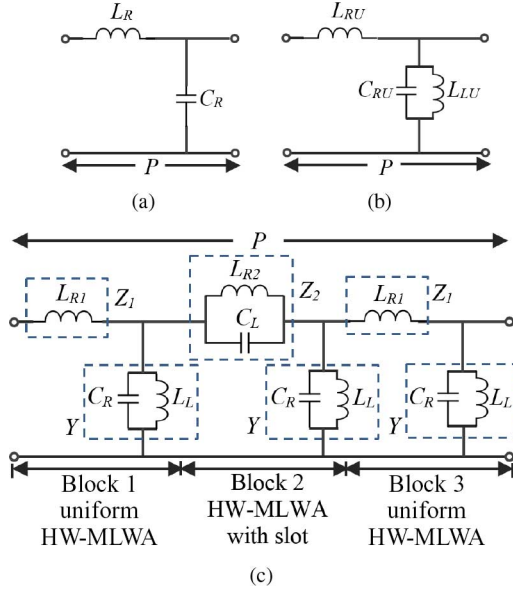 L_R
C_R
P
(a)
L_RU
C_RU L_LU
P
(b)
P
L_R1 Z_1
L_R2
C_L
Z_2
L_R1 Z_1
C_R L_L
Y
C_R L_L
Y
C_R L_L
Y
Block 1
uniform
HW-MLWA
Block 2
HW-MLWA
with slot
Block 3
uniform
HW-MLWA
(c)